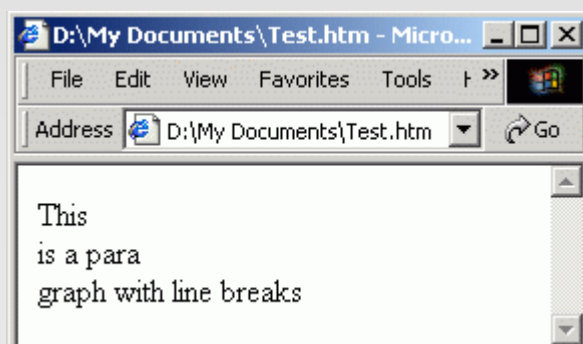 D:\My Documents\Test.htm - Micro...
File Edit View Favorites Tools »
Address D:\My Documents\Test.htm Go
This
is a para
graph with line breaks